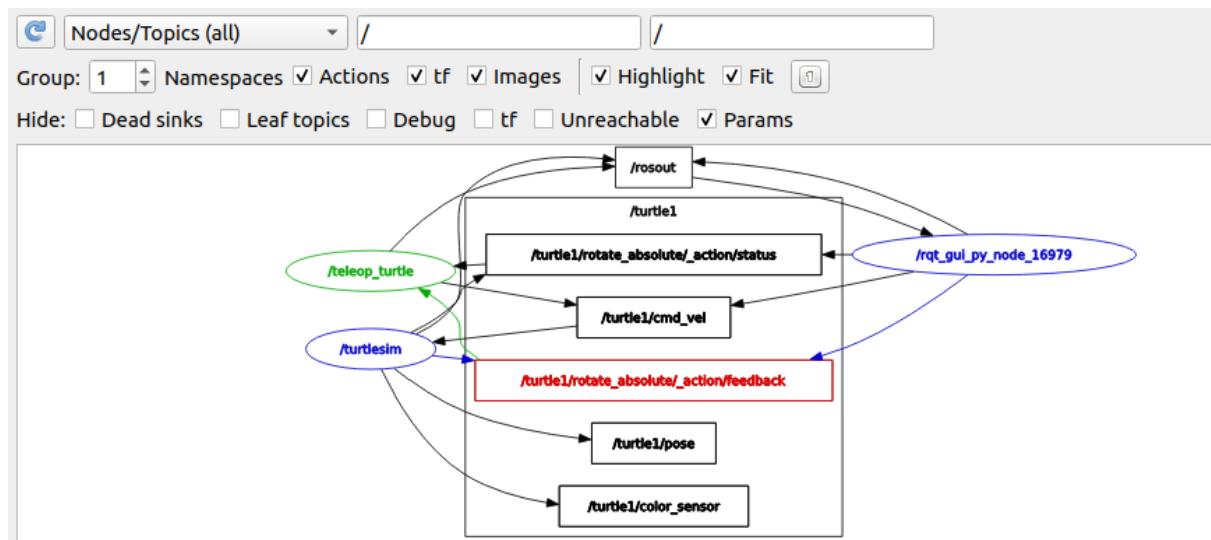 Nodes/Topics (all) / /
Group: 1 Namespaces Actions tf Images Highlight Fit
Hide: Dead sinks Leaf topics Debug tf Unreachable Params
/rosout
/turtle1
/turtle1/rotate_absolute/_action/status
/rqt_gui_py_node_16979
/teleop_turtle
/turtle1/cmd_vel
/turtlesim
/turtle1/rotate_absolute/_action/feedback
/turtle1/pose
/turtle1/color_sensor